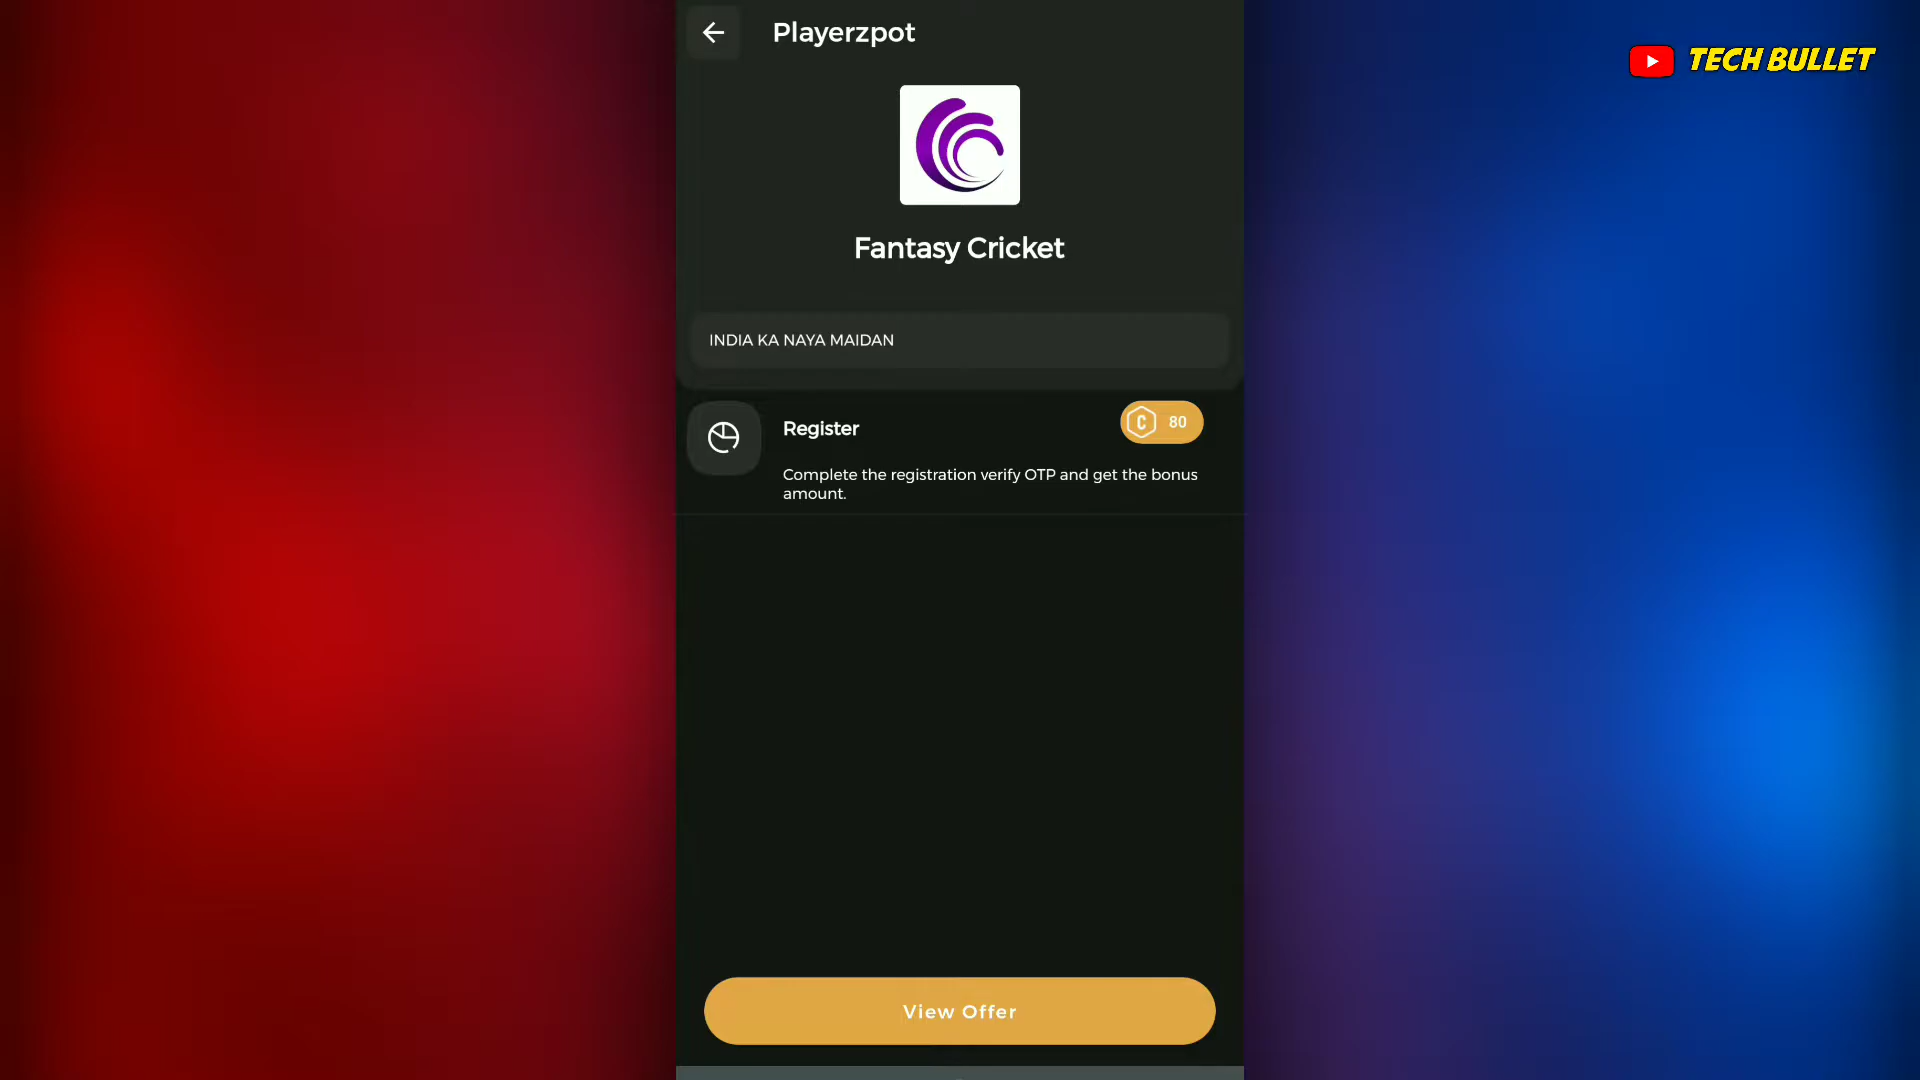 Playerzpot
TECH BULLET
Fantasy Cricket
INDIA KA NAYA MAIDAN
Register
C 80
Complete the registration verify OTP and get the bonus
amount.
View Offer